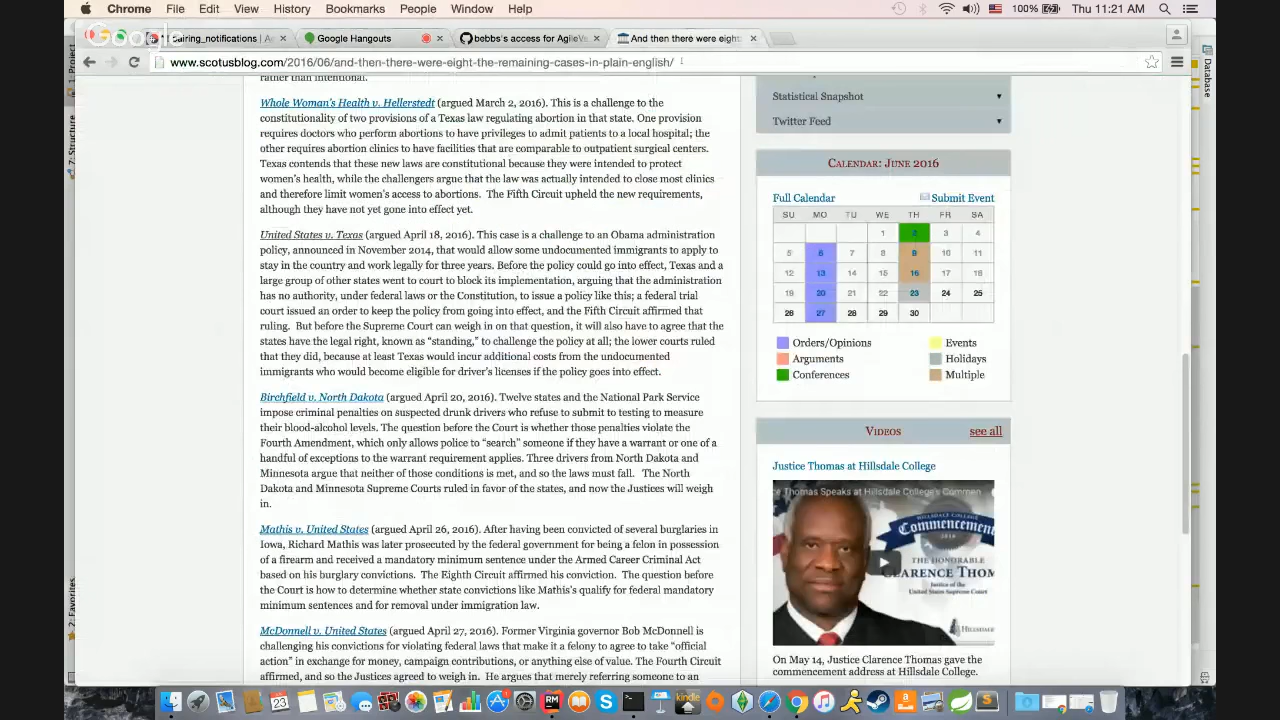 Chrome File Edit View History Bookmarks People Window Help 100% Thu 11:21 AM
Google
pairing_notifications | A Google Hangouts bebbs's access for AgileVe And then there were eight:
www.scotusblog.com/2016/06/and-then-there-were-eight-the-remaining-cases-in-plain-english/
1: Project
7: Structure
2: Favorites
Database
rather than intentional.
Whole Woman's Health v. Hellerstedt (argued March 2, 2016). This is a challenge to the
constitutionality of two provisions of a Texas law regulating abortion in that state. One provision
requires doctors who perform abortions to have privileges to admit patients to a local hospital; the
other requires abortion clinics to have facilities that are comparable to outpatient surgical centers.
Texas contends that these new laws are constitutional because they were intended to protect
women's health, while the challengers argue that the law was actually intended to close most clinics
and therefore limit women's access to abortions. The Fifth Circuit upheld the new requirements,
although they have not yet gone into effect yet.
United States v. Texas (argued April 18, 2016). This case is a challenge to an Obama administration
policy, announced in November 2014, that would allow some undocumented immigrants to apply to
stay in the country and work legally for three years. Before the policy could go into effect, Texas and a
large group of other states went to court to block its implementation, arguing that the administration
has no authority, under federal laws or the Constitution, to issue a policy like this; a federal trial
court issued an order to keep the policy from going into effect, and the Fifth Circuit affirmed that
ruling. But before the Supreme Court can weigh in on that question, it will also have to agree that the
states have the legal right, known as “standing,” to challenge the policy at all; the lower courts ruled
that they did, because at least Texas would incur additional costs from the undocumented
immigrants who would become eligible for driver's licenses if the policy goes into effect.
Birchfield v. North Dakota (argued April 20, 2016). Twelve states and the National Park Service
impose criminal penalties on suspected drunk drivers who refuse to submit to testing to measure
their blood-alcohol levels. The question before the Court is whether those penalties violate the
Fourth Amendment, which only allows police to “search” someone if they have a warrant or one of a
handful of exceptions to the warrant requirement applies. Three drivers from North Dakota and
Minnesota argue that neither of those conditions is met, and so the laws must fall. The North
Dakota and Minnesota Supreme Courts ruled in favor of the states, and now the Justices will weigh
in.
Mathis v. United States (argued April 26, 2016). After having been convicted of several burglaries in
Iowa, Richard Mathis was later prosecuted by the federal government for being a felon in possession
of a firearm and received a mandatory minimum sentence under the Armed Career Criminal Act
based on his burglary convictions. The Eighth Circuit affirmed his conviction. The question before
the Court is how to determine whether state convictions like Mathis's qualify for federal mandatory
minimum sentences and for removal under immigration law.
McDonnell v. United States (argued April 27, 2016). Former Virginia governor Bob McDonnell is
challenging his convictions for violating federal laws that make it a felony to agree to take “official
action” in exchange for money, campaign contributions, or anything else of value. The Fourth Circuit
affirmed, and so the Justices agreed to weigh in. He argues that merely referring someone to an
Statistical Snapshot
Twitter Feed
Calendar: June 2016
Full Calendar Submit Event
SU MO TU WE TH FR SA
1 2 3 4
5 6 7 8 9 10 11
12 13 14 15 16 17 18
19 20 21 22 23 24 25
26 27 28 29 30
Orders/Opinions Events
Arguments Holidays
Conferences Multiple
Videos see all
Justice Thomas at Hillsdale College
ce Thomas Speaks at Hillsdale College's Commen
Commencement
2016
THE HONORABLE
CLARENCE THOM
Justice of the
United States Supreme Court
Hillsdale
On May 14, Justice Clarence Thomas gave the
commencement address at Hillsdale College.
kindle